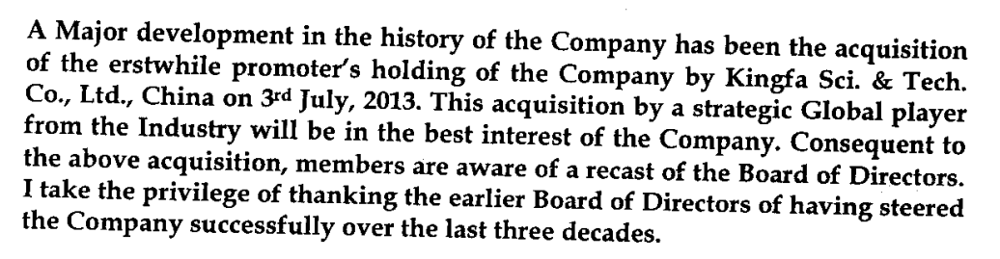 A Major development in the history of the Company has been the acquisition
of the erstwhile promoter's holding of the Company by Kingfa Sci. & Tech.
Co., Ltd., China on 3rd July, 2013. This acquisition by a strategic Global player
from the Industry will be in the best interest of the Company. Consequent to
the above acquisition, members are aware of a recast of the Board of Directors.
I take the privilege of thanking the earlier Board of Directors of having steered
the Company successfully over the last three decades.